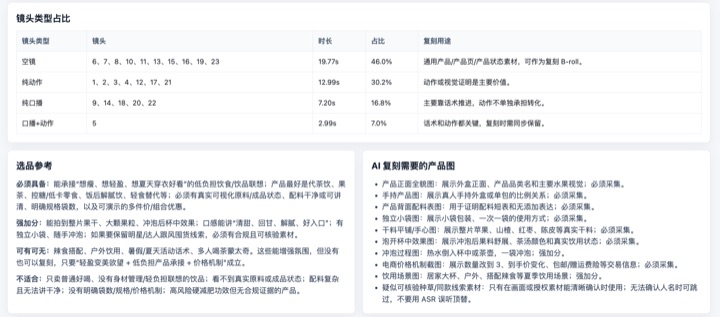 镜头类型占比
镜头类型 镜头 时长 占比 复刻用途
空镜 6、7、8、10、11、13、15、16、19、23 19.77s 46.0% 通用产品/产品页/产品状态素材，可作为复刻 B-roll。
纯动作 1、2、3、4、12、17、21 12.99s 30.2% 动作或视觉证明是主要价值。
纯口播 9、14、18、20、22 7.20s 16.8% 主要靠话术推进，动作不单独承担转化。
口播+动作 5 2.99s 7.0% 话术和动作都关键，复刻时需同步保留。
选品参考
必须具备：能承接“想瘦、想轻盈、想夏天穿衣好看”的低负担饮食/饮品联想；产品最好是代茶饮、果
茶、控糖/低卡零食、饭后解腻饮、轻食替代等；必须有真实可视化原料/成品状态、配料干净或可讲
清、明确规格袋数，以及可演示的多件价/组合优惠。
强加分：能拍到整片果干、大颗果粒、冲泡后杯中效果；口感能讲“清甜、回甘、解腻、好入口”；有
独立小袋、随手冲泡；如果要保留明星/达人跟风囤货线索，必须有合规且可核验素材。
可有可无：辣食搭配、户外饮用、暑假/夏天活动话术、多人喝茶蒙太奇。这些能增强氛围，但没有
也可以复刻，只要“轻盈变美欲望 + 低负担产品承接 + 价格机制”成立。
不适合：只卖普通好喝、没有身材管理/轻负担联想的饮品；看不到真实原料或成品状态；配料复杂
且无法讲干净；没有明确袋数/规格/价格机制；高风险硬减肥功效但无合规证据的产品。
AI 复刻需要的产品图
• 产品正面全貌图：展示外盒正面、产品品类名和主要水果视觉；必须采集。
• 手持产品图：展示真人手持外盒或单包的比例关系；必须采集。
• 产品背面配料表图：用于证明配料短表和无添加表达；必须采集。
• 独立小袋图：展示小袋包装、一次一袋的使用方式；必须采集。
• 干料平铺/手心图：展示整片苹果、山楂、红枣、陈皮等真实干料；必须采集。
• 泡开杯中效果图：展示冲泡后果料舒展、茶汤颜色和真实饮用状态；必须采集。
• 冲泡过程图：热水倒入杯中或茶壶，一袋冲泡；强加分。
• 电商价格机制截图：展示数量改到 3、到手价变化、包邮/赠运费险等交易信息；必须采集。
• 饮用场景图：居家大杯、户外、搭配辣食等夏季饮用场景；强加分。
• 疑似可核验种草/同款线索素材：只有在画面或授权素材能清晰确认时使用；无法确认人名时可跳
过，不要用 ASR 误听顶替。